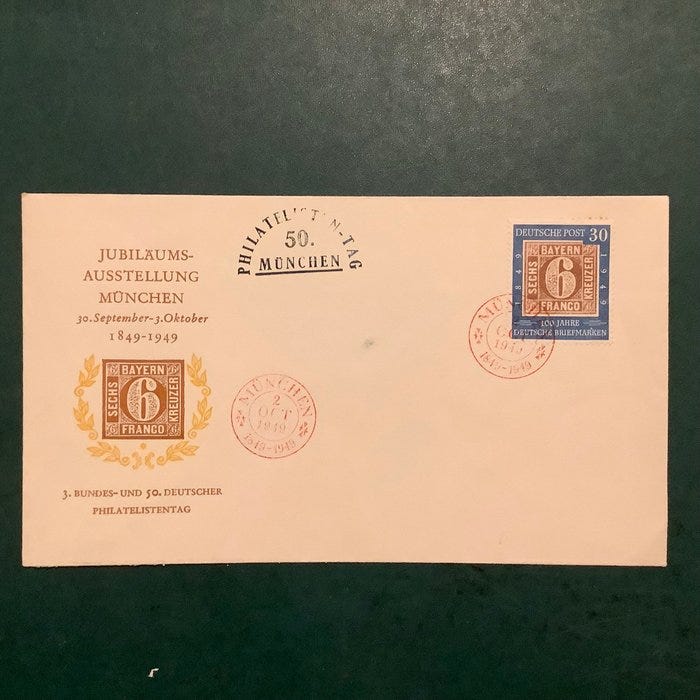 JUBILÄUMS-
AUSSTELLUNG
MÜNCHEN
30. September-3. Oktober
1849-1949
BAYERN
SECHS
6
KREUZER
FRANCO
3. BUNDES- UND 50. DEUTSCHER
PHILATELISTENTAG
PHILATELISTEN-TAG
50.
MÜNCHEN
MÜNCHEN
2
OCT
1949
1849-1949
DEUTSCHE POST 30
1849
BAYERN
SECHS
6
KREUZER
FRANCO
1949
100 JAHRE
DEUTSCHE BRIEFMARKEN
1949
1849-1949